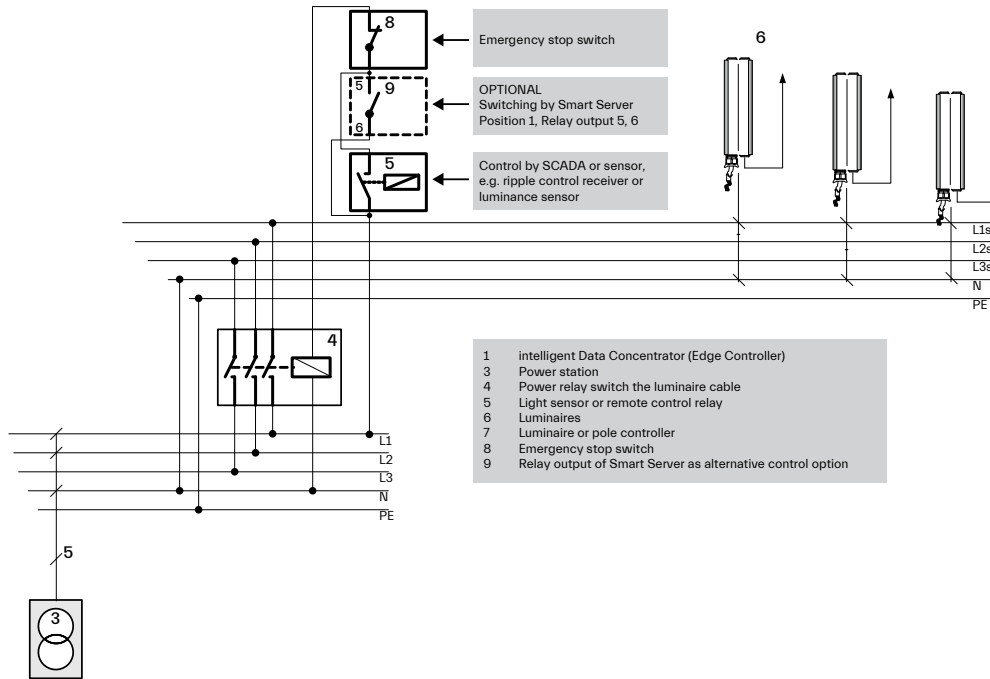 8
Emergency stop switch
5
9
6
OPTIONAL
Switching by Smart Server
Position 1, Relay output 5, 6
5
Control by SCADA or sensor,
e.g. ripple control receiver or
luminance sensor
6
L1s
L2s
L3s
N
PE
4
1 intelligent Data Concentrator (Edge Controller)
3 Power station
4 Power relay switch the luminaire cable
5 Light sensor or remote control relay
6 Luminaires
7 Luminaire or pole controller
8 Emergency stop switch
9 Relay output of Smart Server as alternative control option
L1
L2
L3
N
PE
5
3